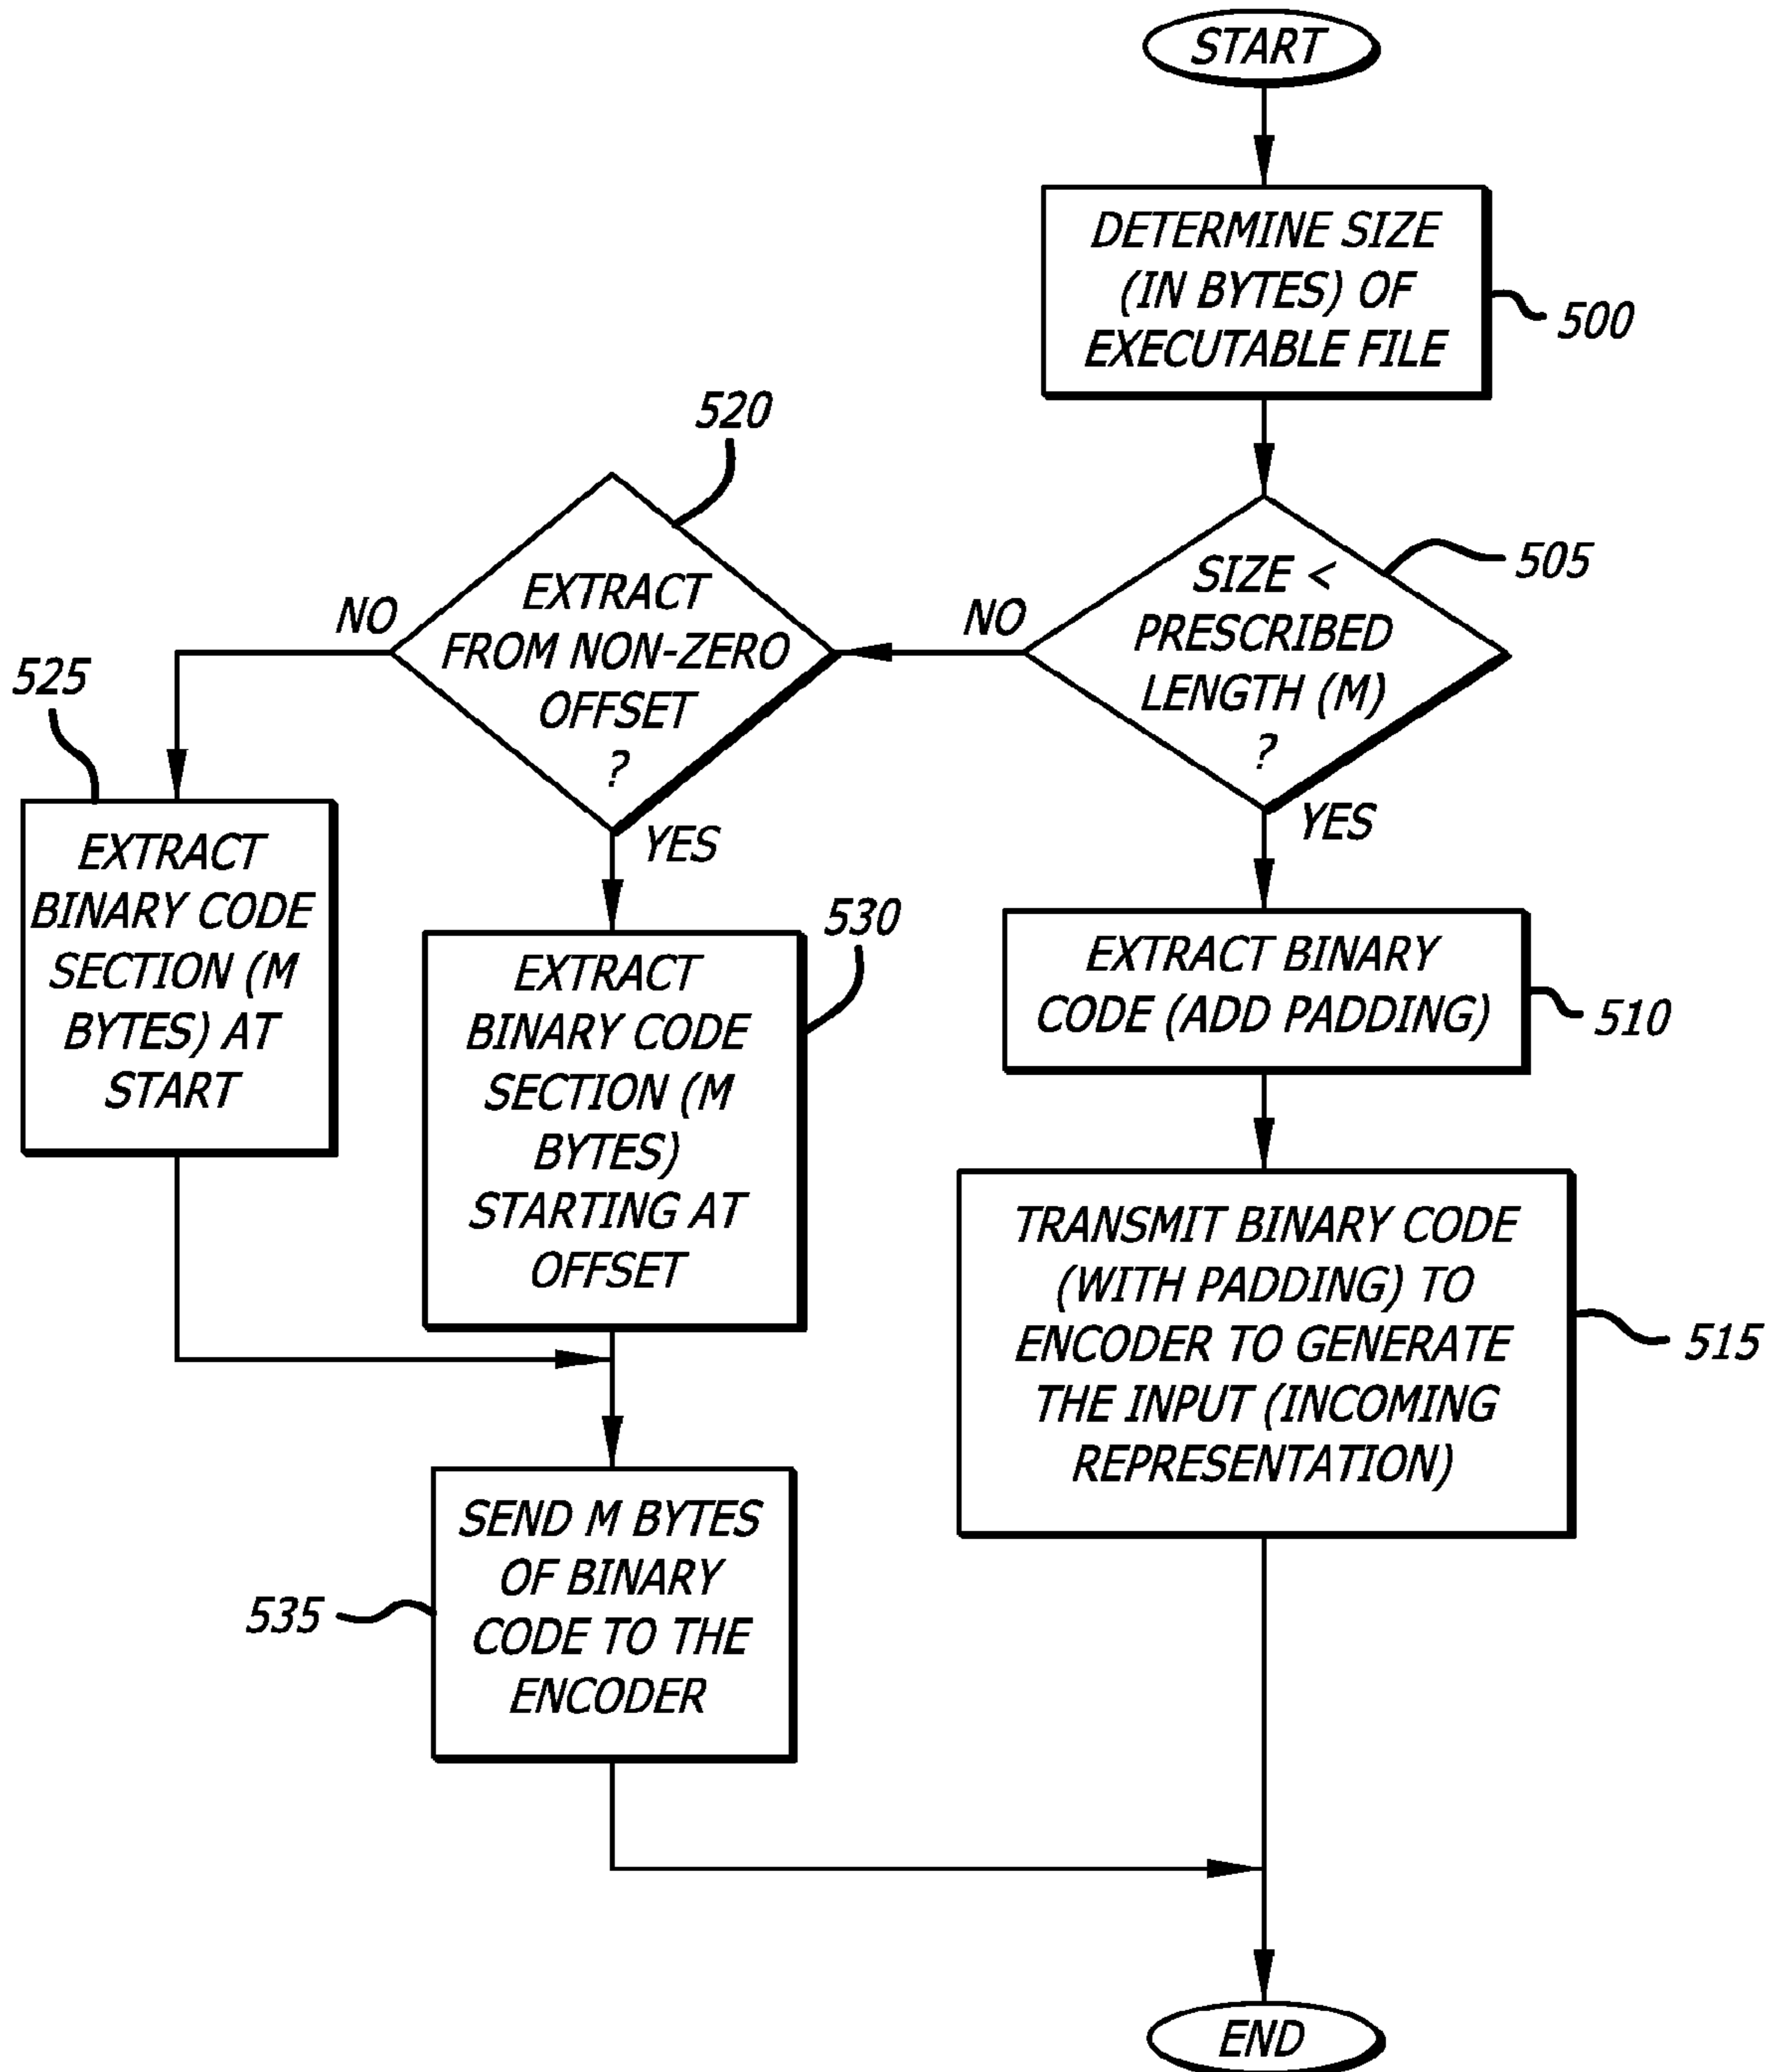 START
DETERMINE SIZE
(IN BYTES) OF
EXECUTABLE FILE
500
SIZE <
PRESCRIBED
LENGTH (M)
?
505
NO
YES
520
EXTRACT
FROM NON-ZERO
OFFSET
?
NO
YES
525
EXTRACT
BINARY CODE
SECTION (M
BYTES) AT
START
530
EXTRACT
BINARY CODE
SECTION (M
BYTES)
STARTING AT
OFFSET
EXTRACT BINARY
CODE (ADD PADDING)
510
TRANSMIT BINARY CODE
(WITH PADDING) TO
ENCODER TO GENERATE
THE INPUT (INCOMING
REPRESENTATION)
515
SEND M BYTES
OF BINARY
CODE TO THE
ENCODER
535
END